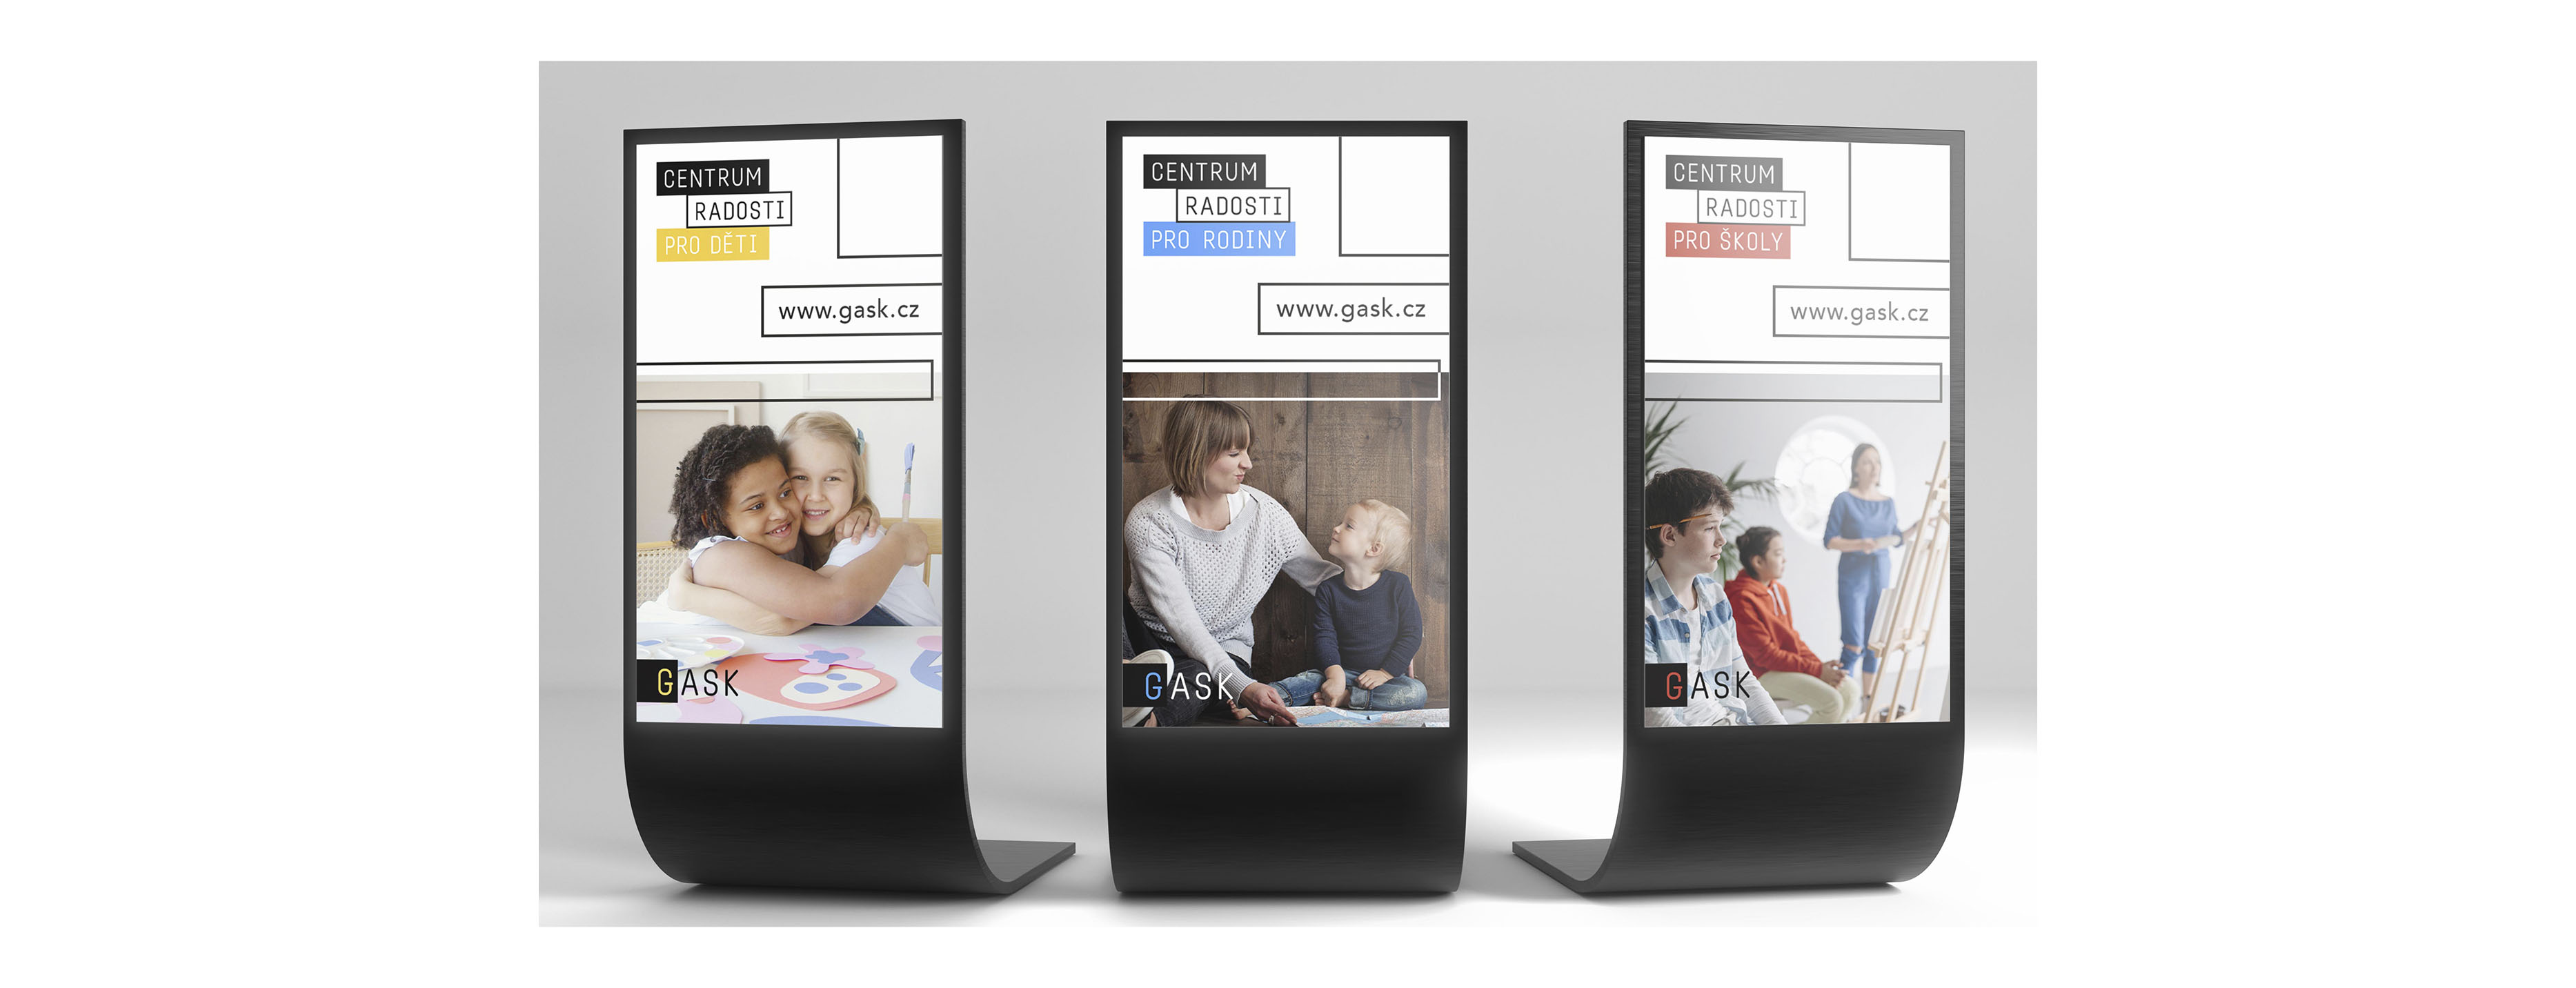 CENTRUM
RADOSTI
PRO DĚTI
www.gask.cz
GASK
CENTRUM
RADOSTI
PRO RODINY
www.gask.cz
GASK
CENTRUM
RADOSTI
PRO ŠKOLY
www.gask.cz
GASK